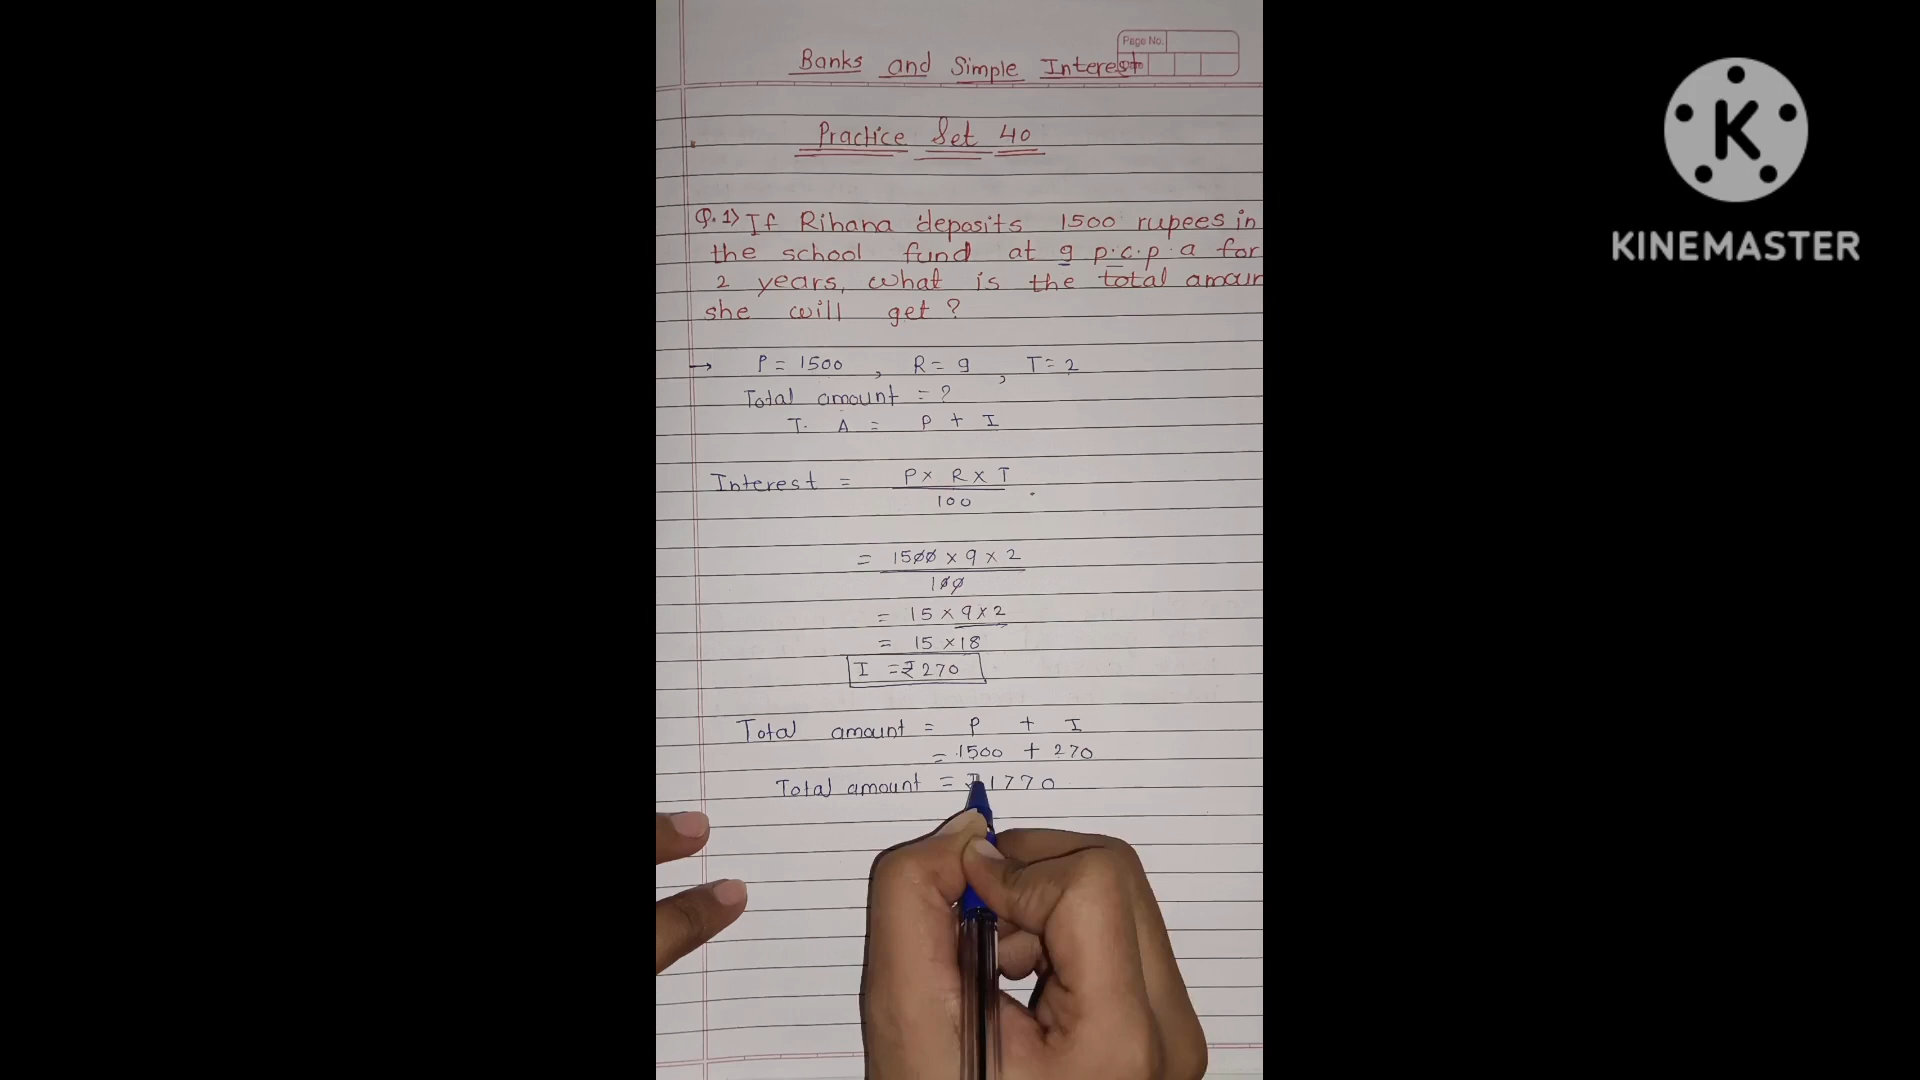 Page No.
Banks and Simple Interest
Practice Set 40
Q.1) If Rihana deposits 1500 rupees in
the school fund at 9 p.c.p.a for
2 years, what is the total amoun
she will get?
→ P = 1500, R = 9, T = 2
Total amount = ?
T. A = P + I
Interest = P × R × T
100
= 1500 × 9 × 2
100
= 15 × 9 × 2
= 15 × 18
I = ₹270
Total amount = P + I
= 1500 + 270
Total amount = ₹1770
K
KINEMASTER